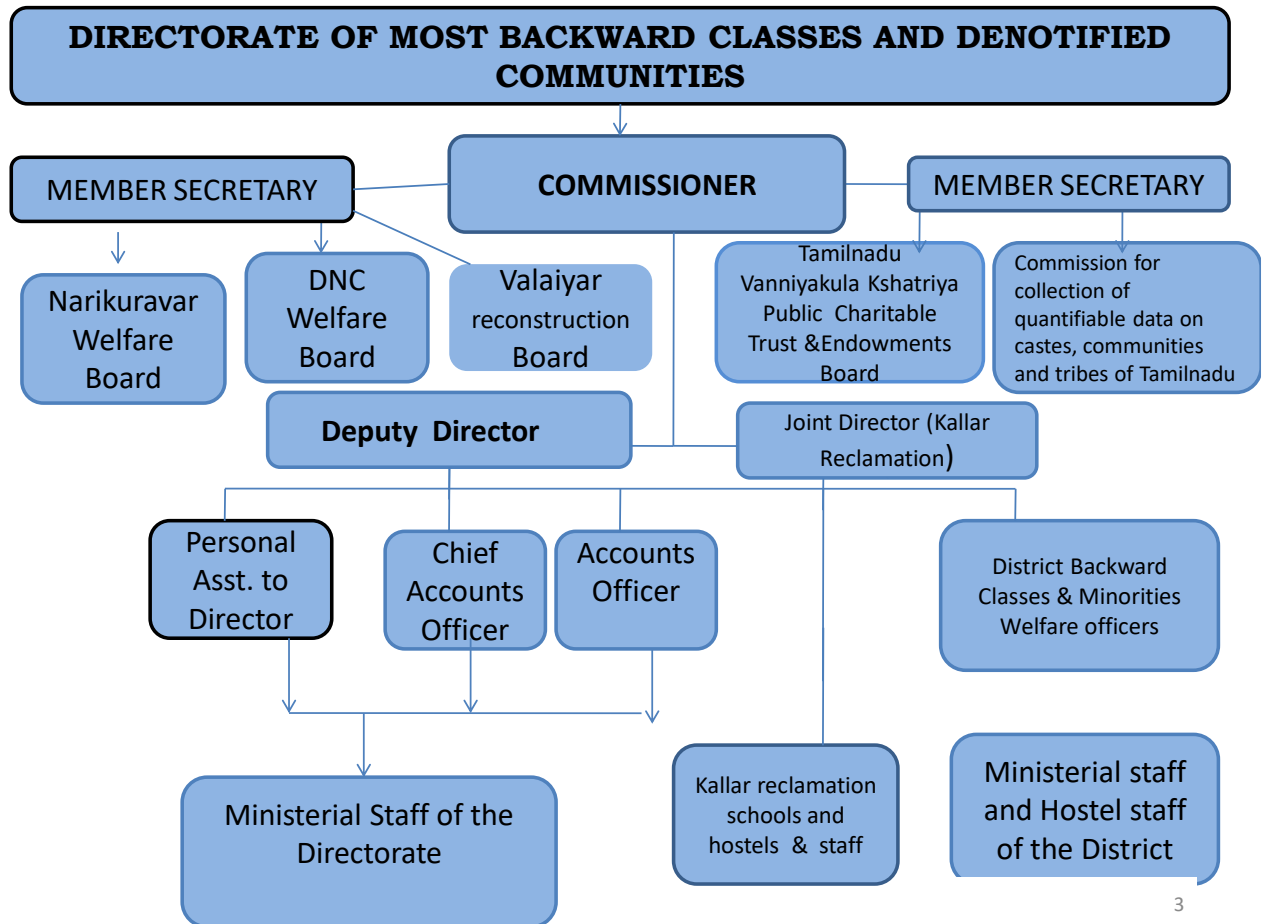 DIRECTORATE OF MOST BACKWARD CLASSES AND DENOTIFIED
COMMUNITIES
MEMBER SECRETARY
COMMISSIONER
MEMBER SECRETARY
Narikuravar
Welfare
Board
DNC
Welfare
Board
Valaiyar
reconstruction
Board
Tamilnadu
Vanniyakula Kshatriya
Public Charitable
Trust &Endowments
Board
Commission for
collection of
quantifiable data on
castes, communities
and tribes of Tamilnadu
Deputy Director
Joint Director (Kallar
Reclamation)
Personal
Asst. to
Director
Chief
Accounts
Officer
Accounts
Officer
District Backward
Classes & Minorities
Welfare officers
Ministerial Staff of the
Directorate
Kallar reclamation
schools and
hostels & staff
Ministerial staff
and Hostel staff
of the District
3